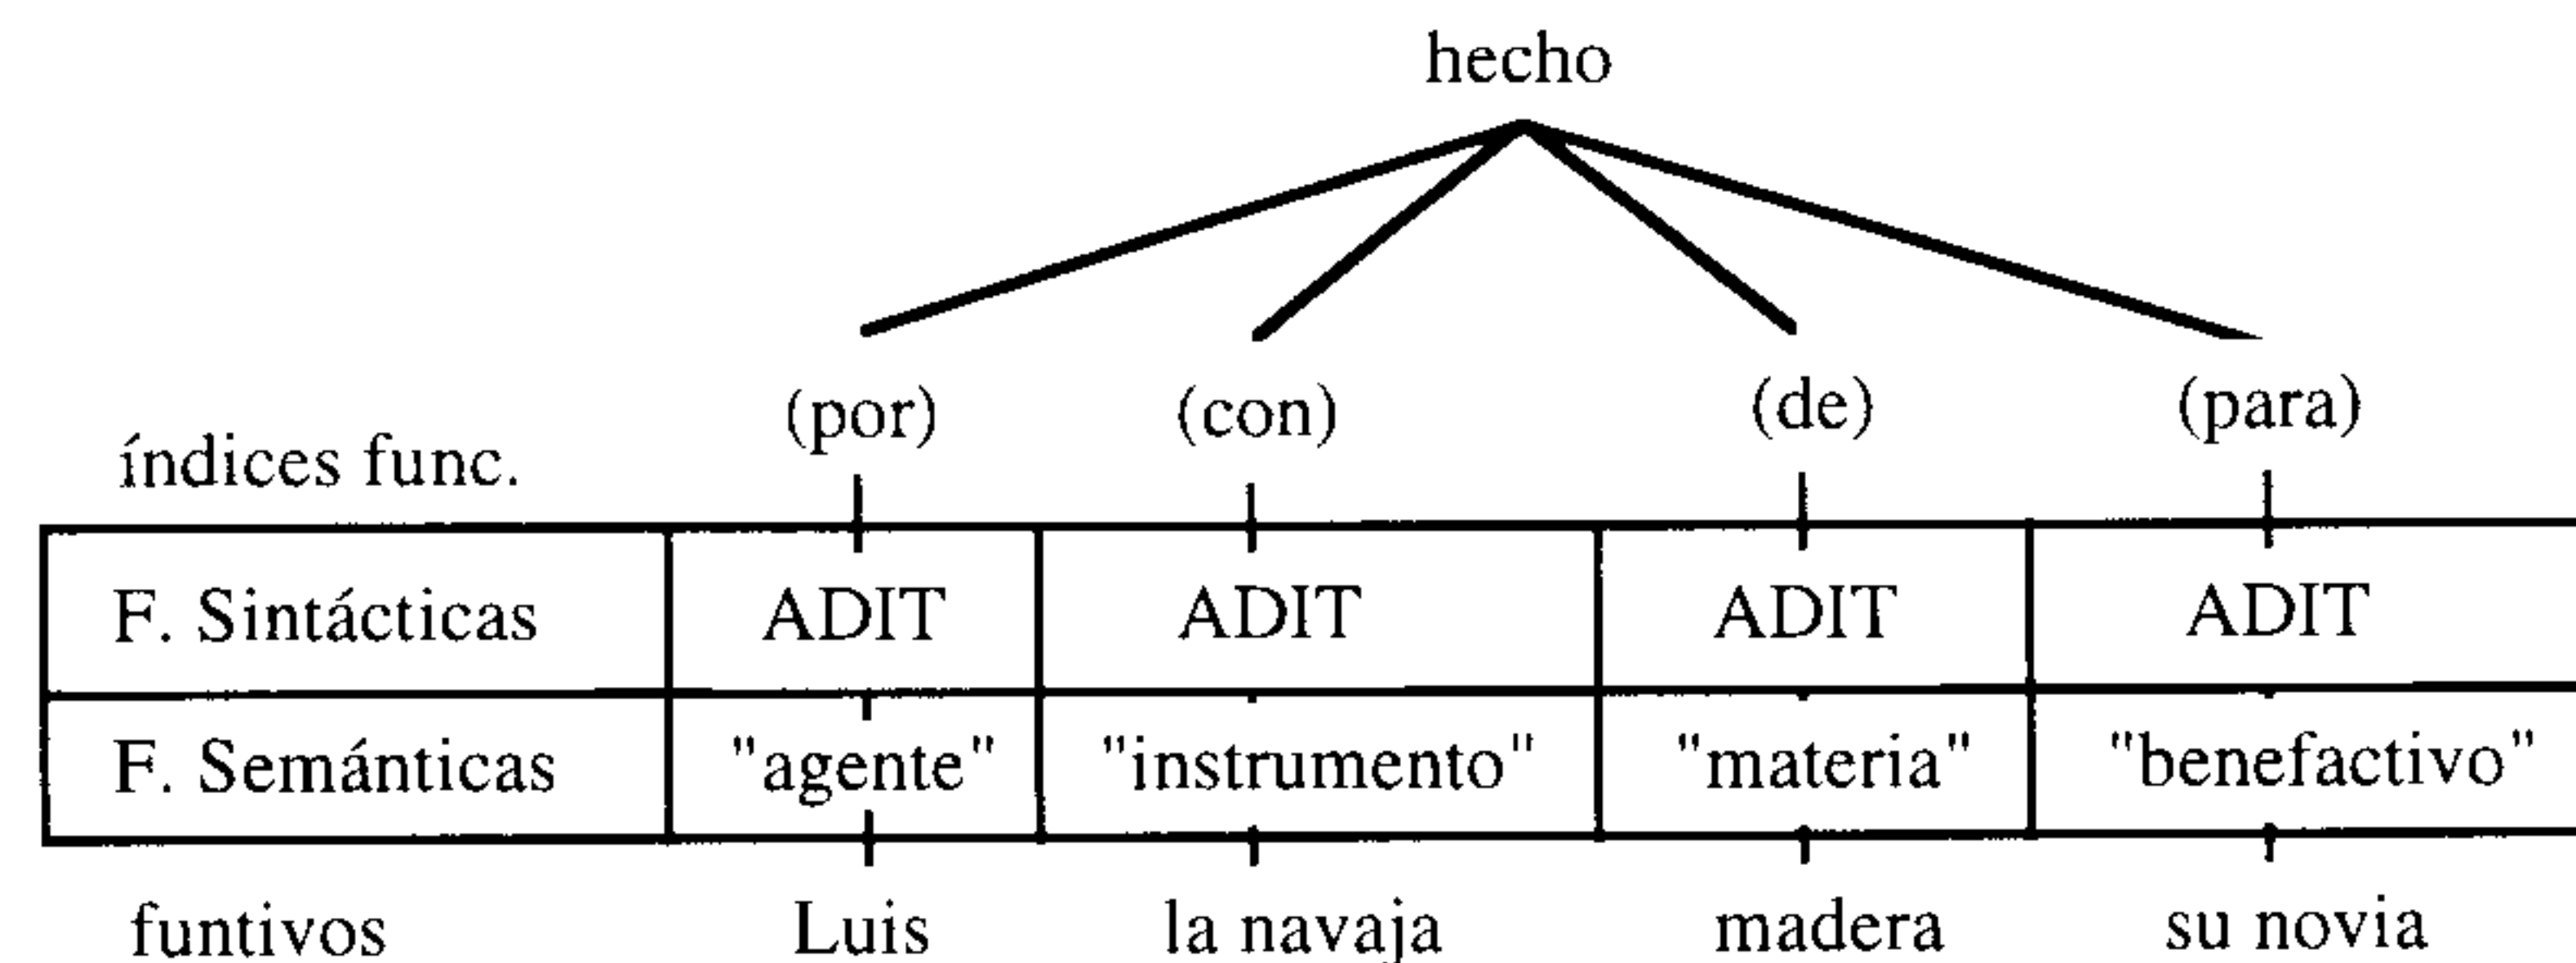 hecho
(por) (con) (de) (para)
índices func.
F. Sintácticas ADIT ADIT ADIT ADIT
F. Semánticas "agente" "instrumento" "materia" "benefactivo"
funtivos Luis la navaja madera su novia